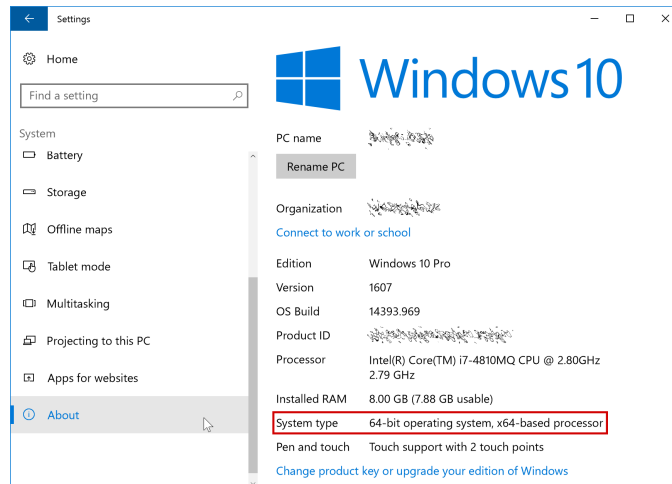 Settings
Home
Find a setting
System
Battery
Storage
Offline maps
Tablet mode
Multitasking
Projecting to this PC
Apps for websites
About
Windows 10
PC name
Rename PC
Organization
Connect to work or school
Edition Windows 10 Pro
Version 1607
OS Build 14393.969
Product ID
Processor Intel(R) Core(TM) i7-4810MQ CPU @ 2.80GHz
2.79 GHz
Installed RAM 8.00 GB (7.88 GB usable)
System type 64-bit operating system, x64-based processor
Pen and touch Touch support with 2 touch points
Change product key or upgrade your edition of Windows